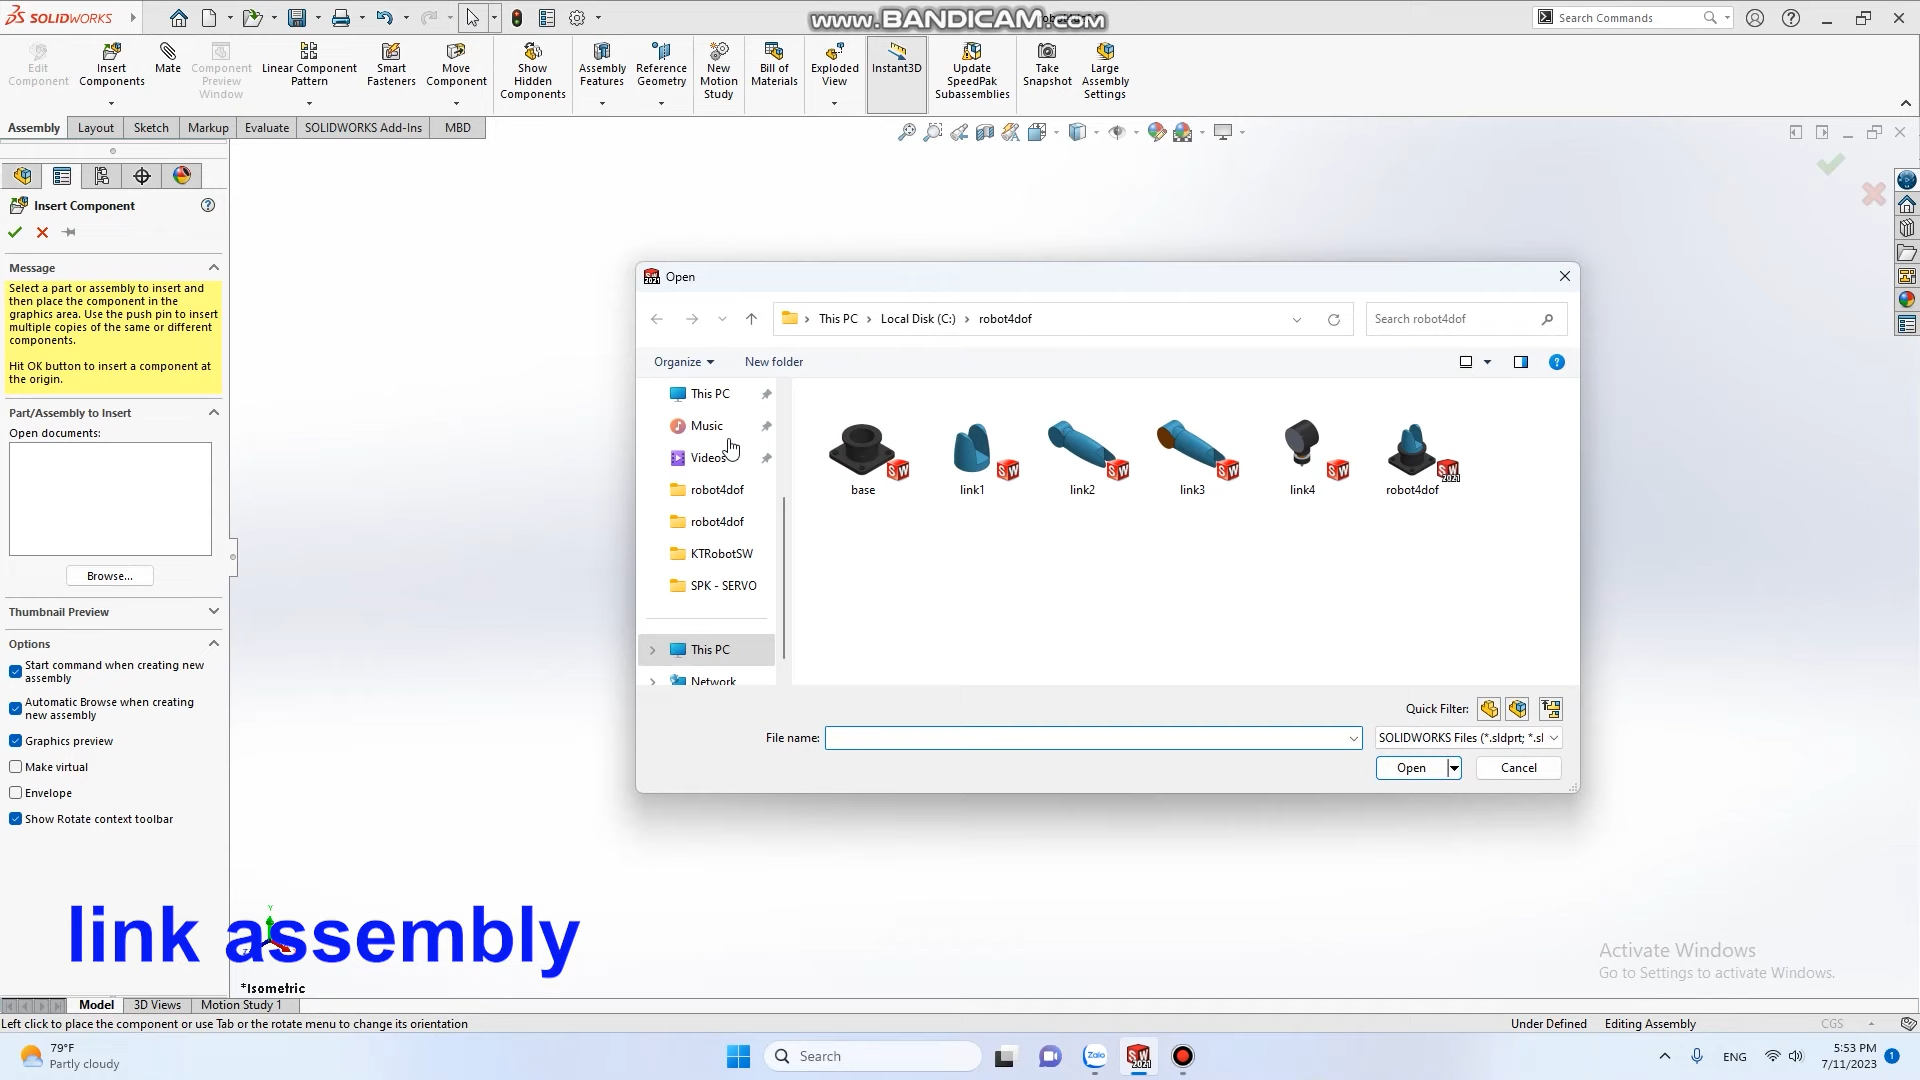 SOLIDWORKS
www.BANDICAM.com
Search Commands
Edit Component
Insert Components
Mate
Component Preview Window
Linear Component Pattern
Smart Fasteners
Move Component
Show Hidden Components
Assembly Features
Reference Geometry
New Motion Study
Bill of Materials
Exploded View
Instant3D
Update SpeedPak Subassemblies
Take Snapshot
Large Assembly Settings
Assembly
Layout
Sketch
Markup
Evaluate
SOLIDWORKS Add-Ins
MBD
Insert Component
Message
Select a part or assembly to insert and
then place the component in the
graphics area. Use the push pin to insert
multiple copies of the same or different
components.
Hit OK button to insert a component at
the origin.
Part/Assembly to Insert
Open documents:
Browse...
Thumbnail Preview
Options
Start command when creating new
assembly
Automatic Browse when creating
new assembly
Graphics preview
Make virtual
Envelope
Show Rotate context toolbar
Open
This PC > Local Disk (C:) > robot4dof
Search robot4dof
Organize
New folder
This PC
Music
Videos
robot4dof
robot4dof
KTRobotSW
SPK - SERVO
This PC
Network
base
link1
link2
link3
link4
robot4dof
Quick Filter:
File name:
SOLIDWORKS Files (*.sldprt; *.sl
Open
Cancel
link assembly
Y
*Isometric
Activate Windows
Go to Settings to activate Windows.
Model
3D Views
Motion Study 1
Left click to place the component or use Tab or the rotate menu to change its orientation
Under Defined
Editing Assembly
CGS
79°F
Partly cloudy
Search
Zalo
SW
2021
ENG
5:53 PM
7/11/2023
1